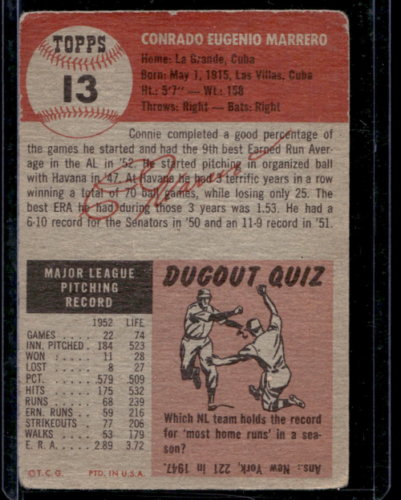 TOPPS
13
CONRADO EUGENIO MARRERO
Home: La Grande, Cuba
Born: May 1, 1815, Las Villas, Cuba
Ht.: 5'7" — Wt.: 158
Throws: Right — Bats: Right
Connie completed a good percentage of
the games he started and had the 9th best Earned Run Aver-
age in the AL in '52. He started pitching in organized ball
with Havana in '47. At Havana he had 3 terrific years in a row
winning a total of 70 ball games, while losing only 25. The
best ERA he had during those 3 years was 1.53. He had a
6-10 record for the Senators in '50 and an 11-9 record in '51.
MAJOR LEAGUE
PITCHING
RECORD
1952 LIFE
GAMES 22 74
INN. PITCHED 184 523
WON 11 28
LOST 8 27
PCT. .579 .509
HITS 175 532
RUNS 68 239
ERN. RUNS 59 216
STRIKEOUTS 77 206
WALKS 53 179
E. R. A. 2.89 3.72
© T. C. G. PTD. IN U.S.A.
DUGOUT QUIZ
Which NL team holds the record
for 'most home runs' in a sea-
son?
Ans.: New York. 221 in 1947.